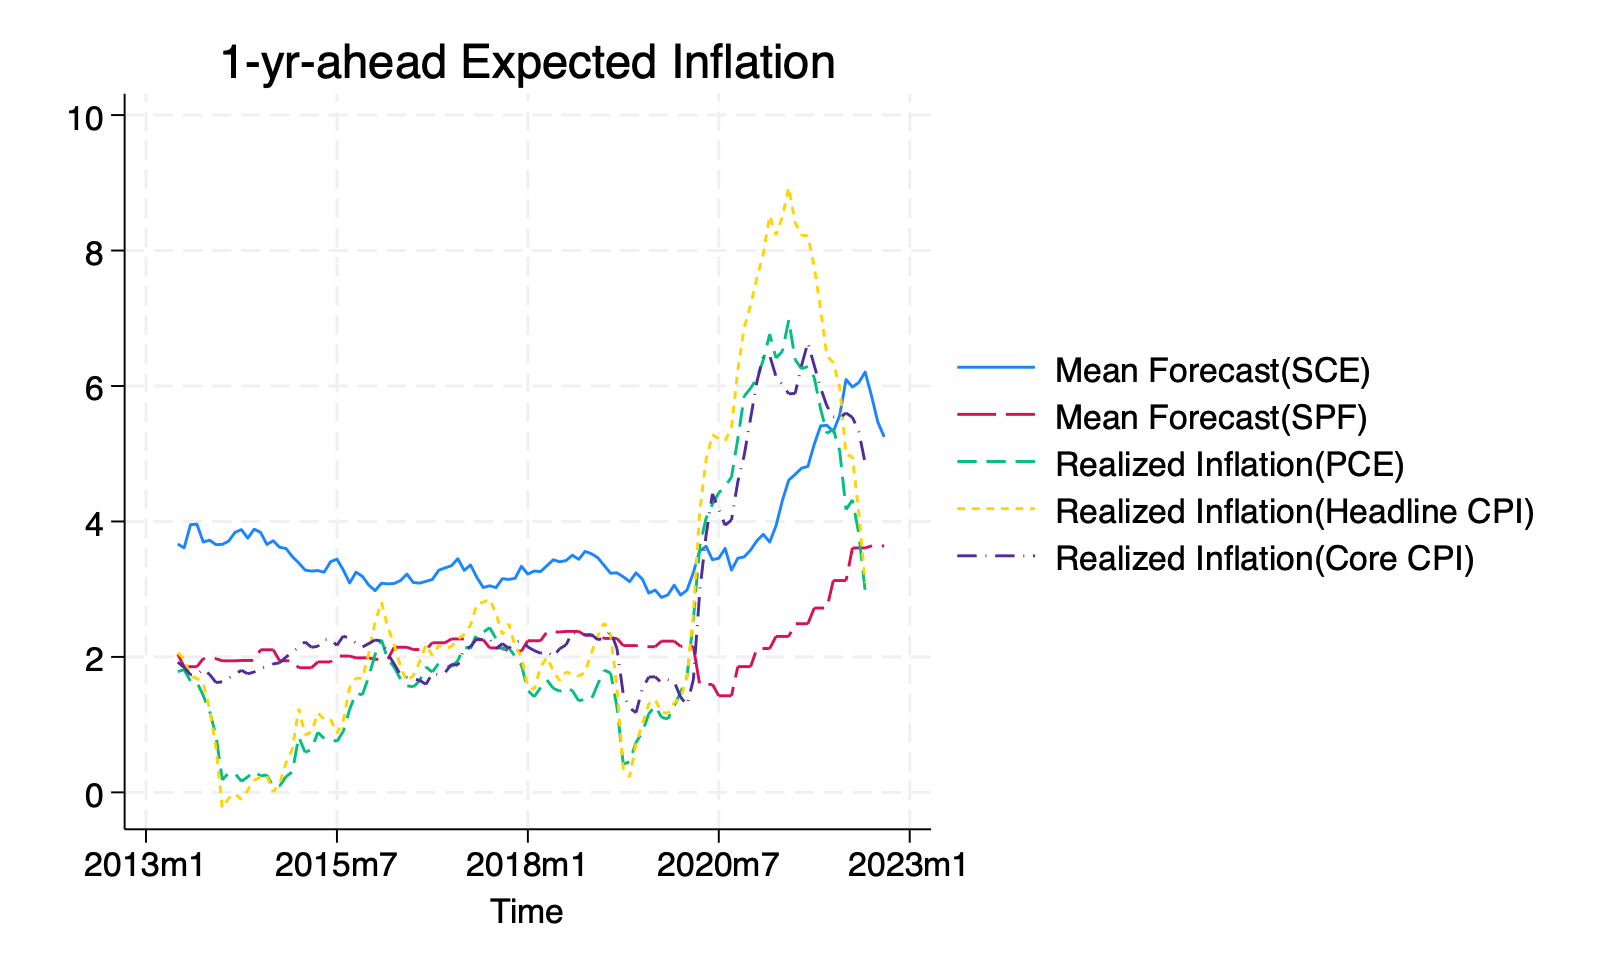 1-yr-ahead Expected Inflation
10
8
6
4
2
0
2013m1
2015m7
2018m1
2020m7
2023m1
Time
Mean Forecast(SCE)
Mean Forecast(SPF)
Realized Inflation(PCE)
Realized Inflation(Headline CPI)
Realized Inflation(Core CPI)